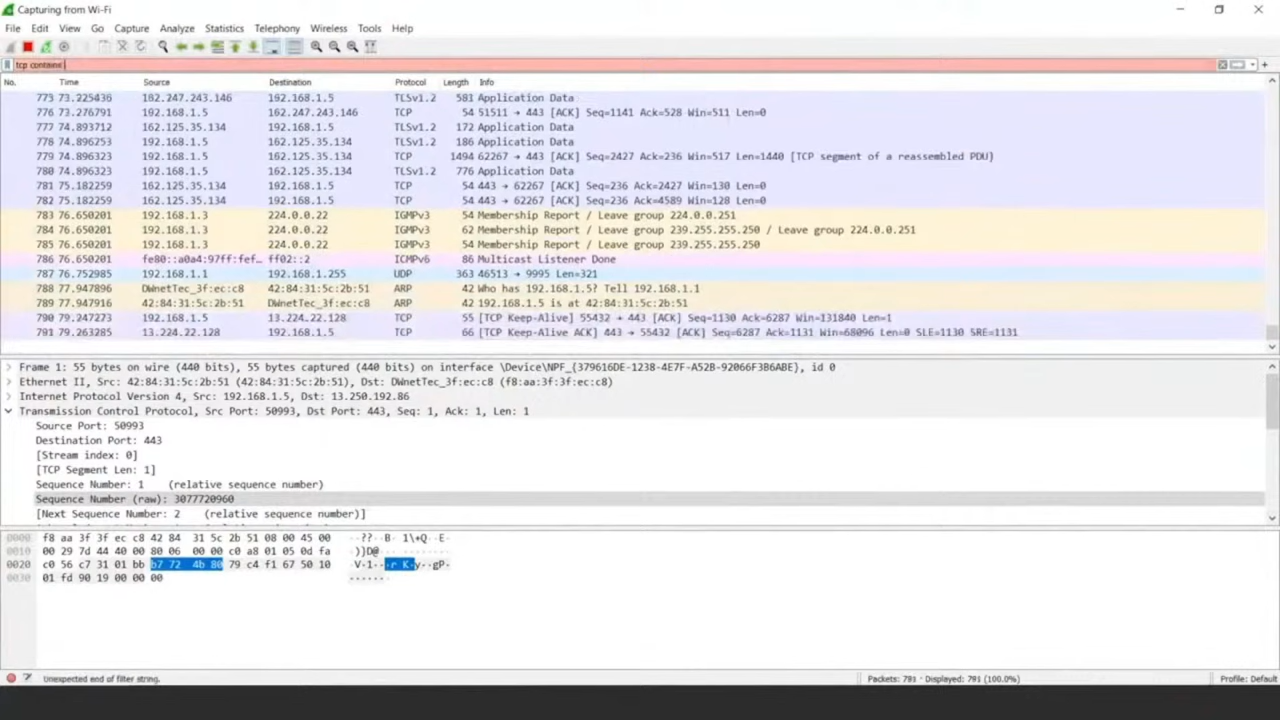 Capturing from Wi-Fi
File Edit View Go Capture Analyze Statistics Telephony Wireless Tools Help
tcp contains
No. Time Source Destination Protocol Length Info
775 73.225436 182.247.243.146 192.168.1.5 TLSv1.2 581 Application Data
776 73.276791 192.168.1.5 162.247.243.146 TCP 54 51511 → 443 [ACK] Seq=1141 Ack=528 Win=511 Len=0
777 74.893712 162.125.35.134 192.168.1.5 TLSv1.2 172 Application Data
778 74.896253 192.168.1.5 162.125.35.134 TLSv1.2 186 Application Data
779 74.896323 192.168.1.5 162.125.35.134 TCP 1494 62267 → 443 [ACK] Seq=2427 Ack=236 Win=517 Len=1440 [TCP segment of a reassembled PDU]
780 74.896323 192.168.1.5 162.125.35.134 TLSv1.2 776 Application Data
781 75.182259 162.125.35.134 192.168.1.5 TCP 54 443 → 62267 [ACK] Seq=236 Ack=2427 Win=130 Len=0
782 75.182259 162.125.35.134 192.168.1.5 TCP 54 443 → 62267 [ACK] Seq=236 Ack=4589 Win=128 Len=0
783 76.650201 192.168.1.3 224.0.0.22 IGMPv3 54 Membership Report / Leave group 224.0.0.251
784 76.650201 192.168.1.3 224.0.0.22 IGMPv3 62 Membership Report / Leave group 239.255.255.250 / Leave group 224.0.0.251
785 76.650201 192.168.1.3 224.0.0.22 IGMPv3 54 Membership Report / Leave group 239.255.255.250
786 76.650201 fe80::a0a4:97ff:fef… ff02::2 ICMPv6 86 Multicast Listener Done
787 76.752985 192.168.1.1 192.168.1.255 UDP 363 46513 → 9995 Len=321
788 77.947896 DWnetTec_3f:ec:c8 42:84:31:5c:2b:51 ARP 42 Who has 192.168.1.5? Tell 192.168.1.1
789 77.947916 42:84:31:5c:2b:51 DWnetTec_3f:ec:c8 ARP 42 192.168.1.5 is at 42:84:31:5c:2b:51
790 79.247273 192.168.1.5 13.224.22.128 TCP 55 [TCP Keep-Alive] 55432 → 443 [ACK] Seq=1130 Ack=6287 Win=131840 Len=1
791 79.263285 13.224.22.128 192.168.1.5 TCP 66 [TCP Keep-Alive ACK] 443 → 55432 [ACK] Seq=6287 Ack=1131 Win=68096 Len=0 SLE=1130 SRE=1131
Frame 1: 55 bytes on wire (440 bits), 55 bytes captured (440 bits) on interface \Device\NPF_{379616DE-1238-4E7F-A52B-92066F3B6ABE}, id 0
Ethernet II, Src: 42:84:31:5c:2b:51 (42:84:31:5c:2b:51), Dst: DWnetTec_3f:ec:c8 (f8:aa:3f:3f:ec:c8)
Internet Protocol Version 4, Src: 192.168.1.5, Dst: 13.250.192.86
Transmission Control Protocol, Src Port: 50993, Dst Port: 443, Seq: 1, Ack: 1, Len: 1
Source Port: 50993
Destination Port: 443
[Stream index: 0]
[TCP Segment Len: 1]
Sequence Number: 1 (relative sequence number)
Sequence Number (raw): 3077720960
[Next Sequence Number: 2 (relative sequence number)]
0000 f8 aa 3f 3f ec c8 42 84 31 5c 2b 51 08 00 45 00 ··??··B· 1\+Q··E·
0010 00 29 7d 44 40 00 80 06 00 00 c0 a8 01 05 0d fa ·)}D@··· ········
0020 c0 56 c7 31 01 bb b7 72 4b 80 79 c4 f1 67 50 10 ·V·1···r K·y··gP·
0030 01 fd 90 19 00 00 00 ·······
Unexpected end of filter string.
Packets: 791 · Displayed: 791 (100.0%)
Profile: Default